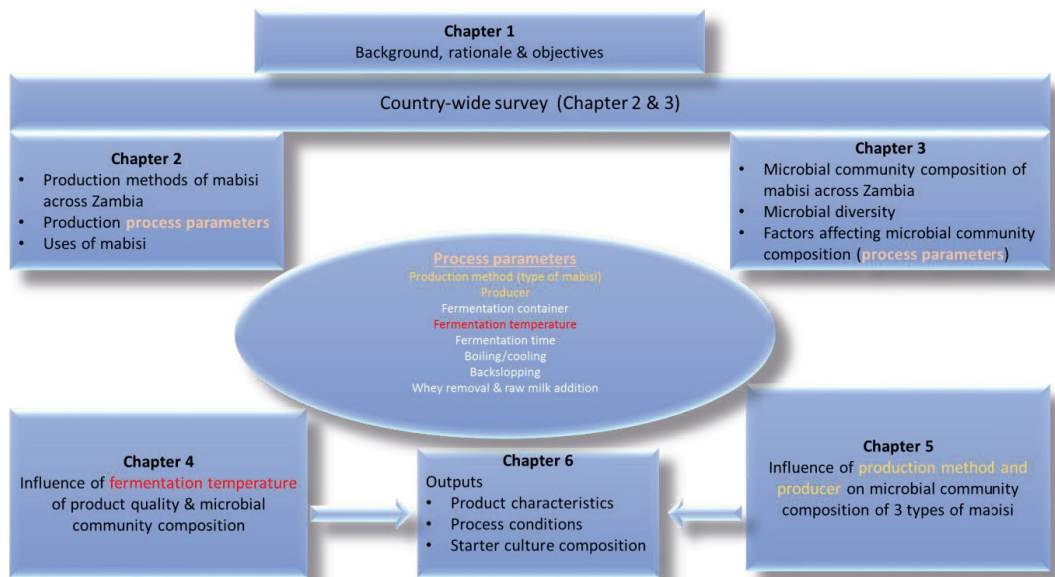 Chapter 1
Background, rationale & objectives
Country-wide survey (Chapter 2 & 3)
Chapter 2
• Production methods of mabisi
across Zambia
• Production process parameters
• Uses of mabisi
Chapter 3
• Microbial community composition of
mabisi across Zambia
• Microbial diversity
• Factors affecting microbial community
composition (process parameters)
Process parameters
Production method (type of mabisi)
Producer
Fermentation container
Fermentation temperature
Fermentation time
Boiling/cooling
Backslopping
Whey removal & raw milk addition
Chapter 4
Influence of fermentation temperature
of product quality & microbial
community composition
Chapter 6
Outputs
• Product characteristics
• Process conditions
• Starter culture composition
Chapter 5
Influence of production method and
producer on microbial community
composition of 3 types of mabisi